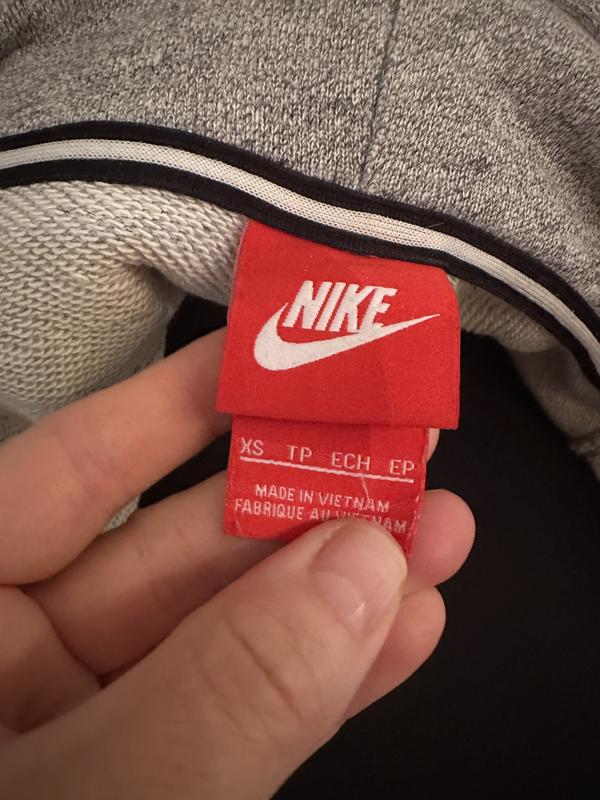 NIKE
XS TP ECH EP
MADE IN VIETNAM
FABRIQUE AU VIETNAM